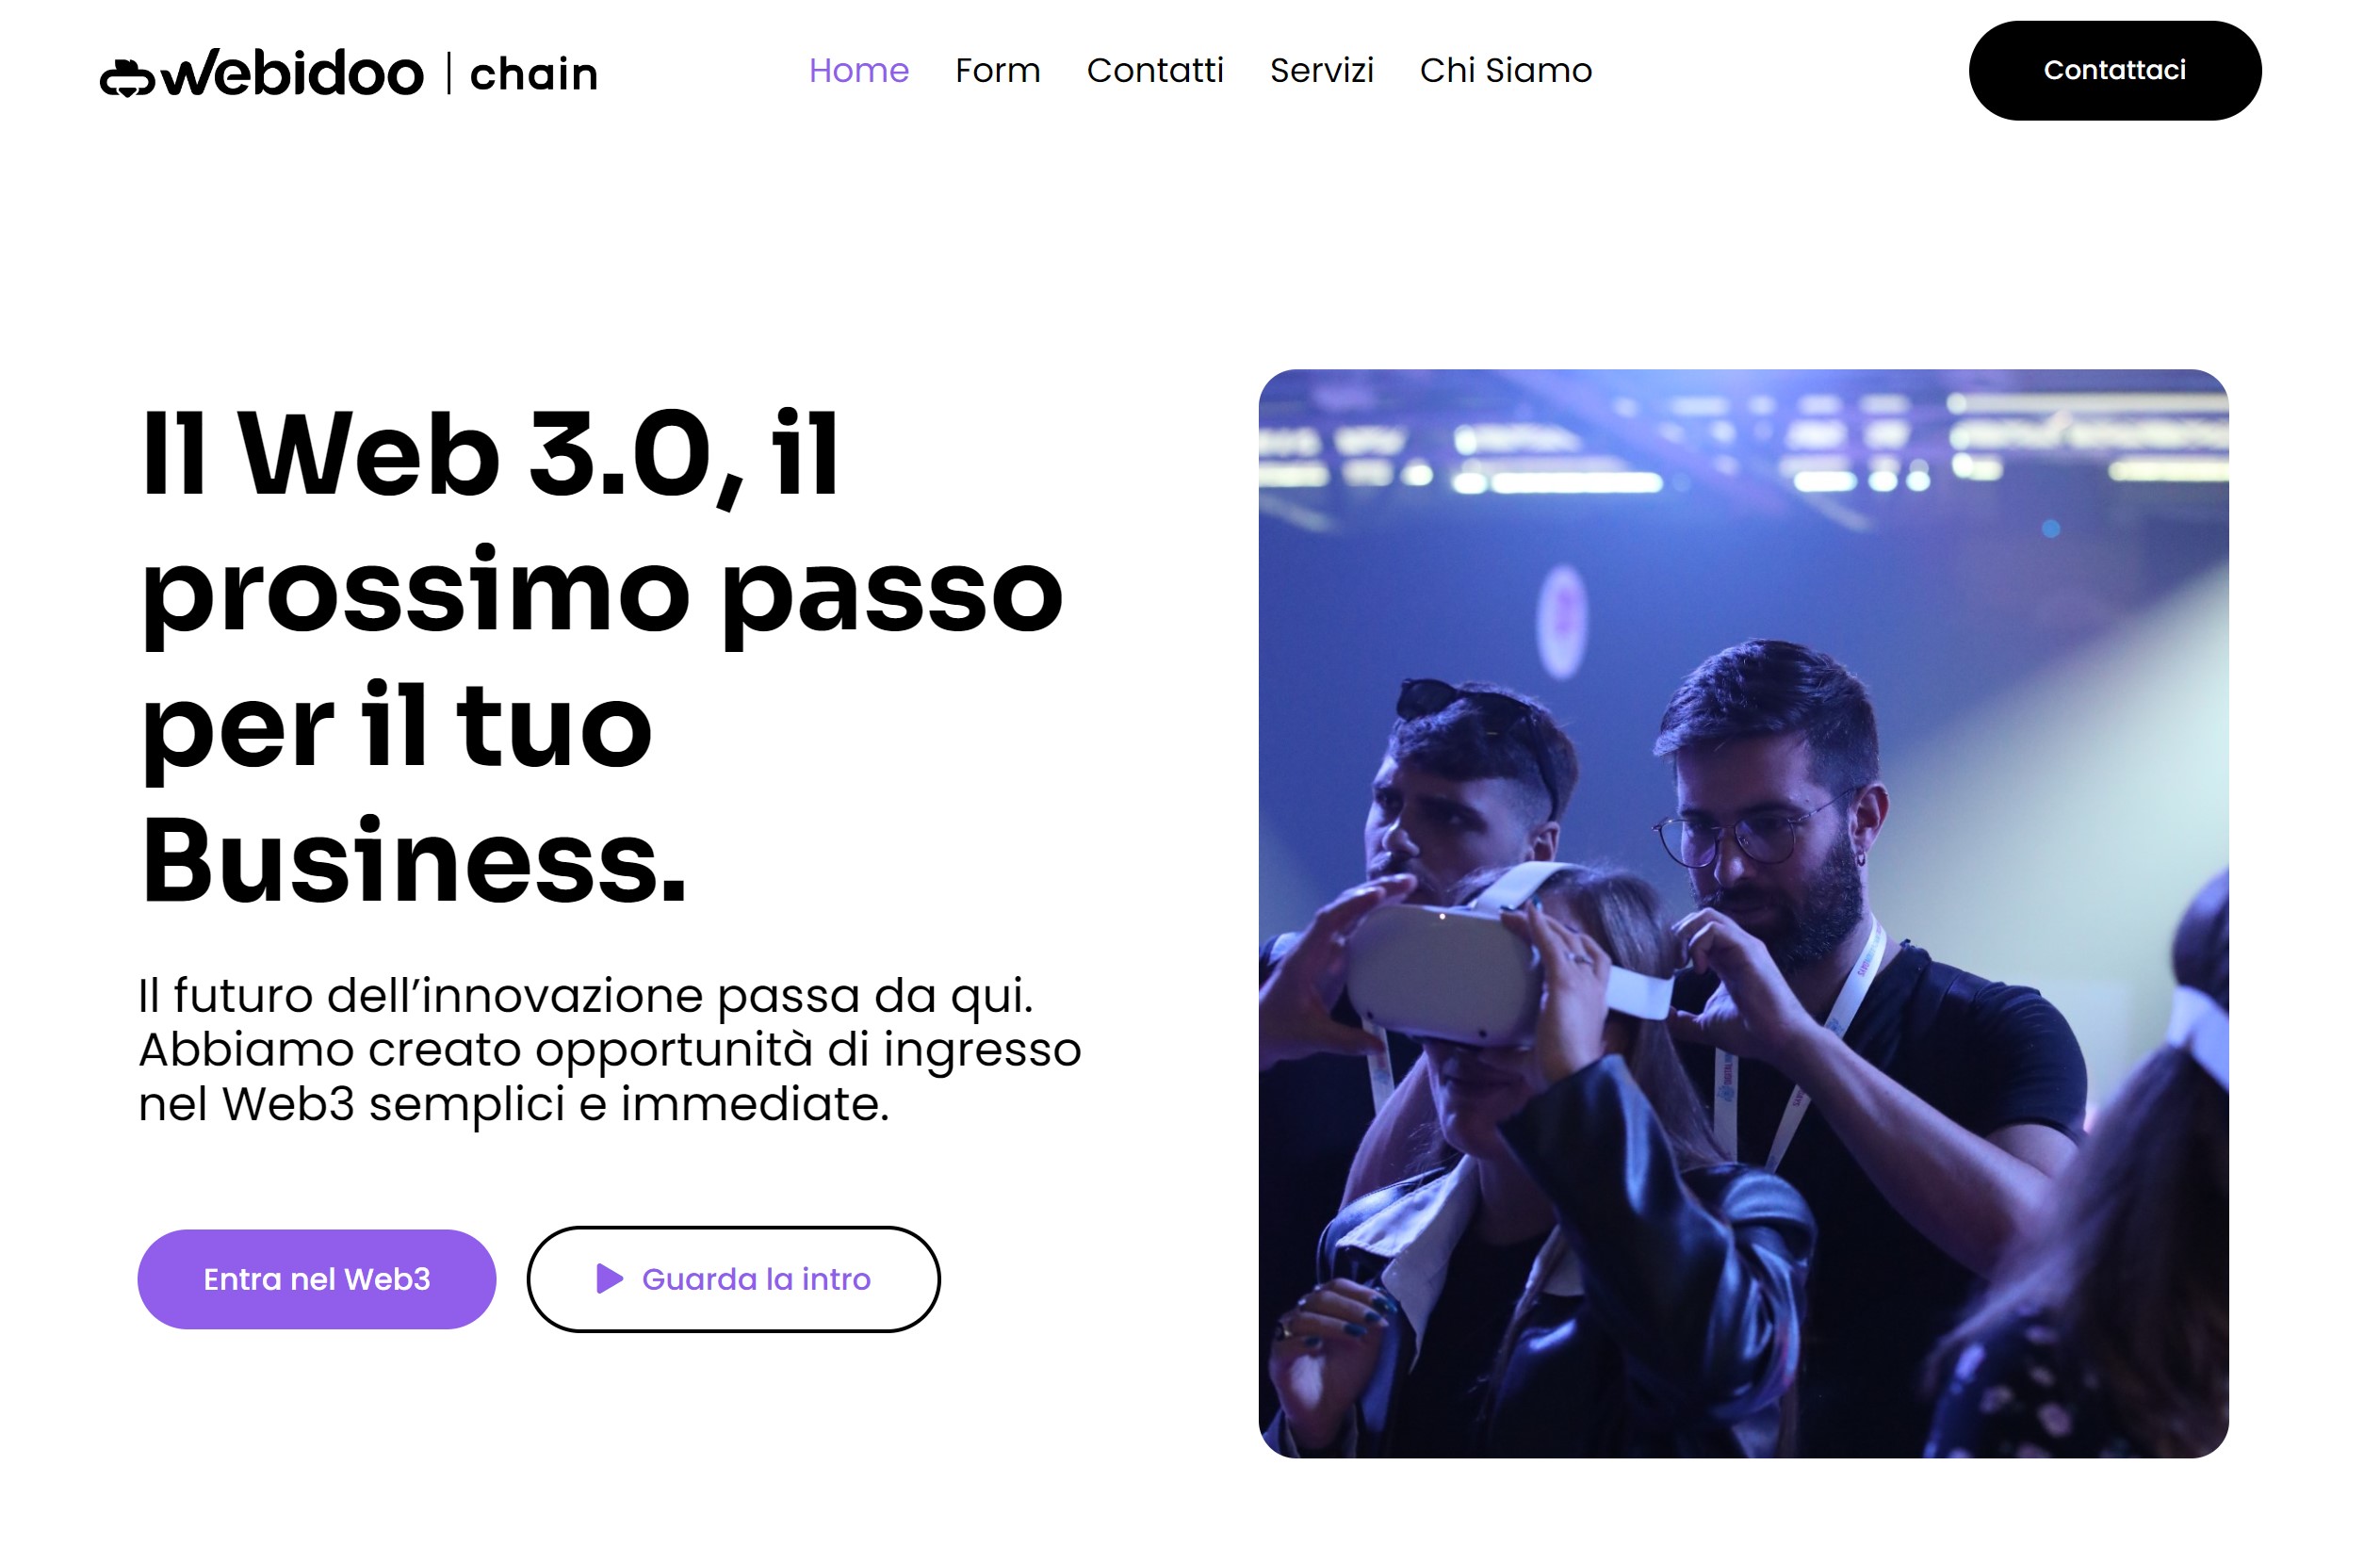 webidoo | chain
Home Form Contatti Servizi Chi Siamo
Contattaci
Il Web 3.0, il
prossimo passo
per il tuo
Business.
Il futuro dell’innovazione passa da qui.
Abbiamo creato opportunità di ingresso
nel Web3 semplici e immediate.
Entra nel Web3
Guarda la intro